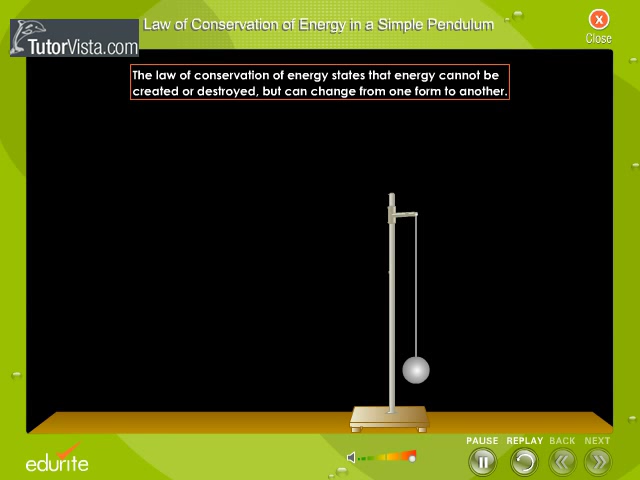 Law of Conservation of Energy in a Simple Pendulum
Close
TutorVista.com
The law of conservation of energy states that energy cannot be
created or destroyed, but can change from one form to another.
PAUSE REPLAY BACK NEXT
edurite